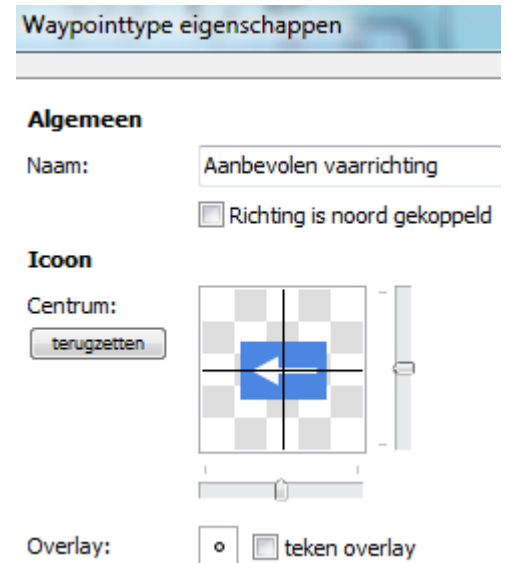 Waypointtype eigenschappen
Algemeen
Naam: Aanbevolen vaarrichting
Richting is noord gekoppeld
Icoon
Centrum:
terugzetten
Overlay: teken overlay